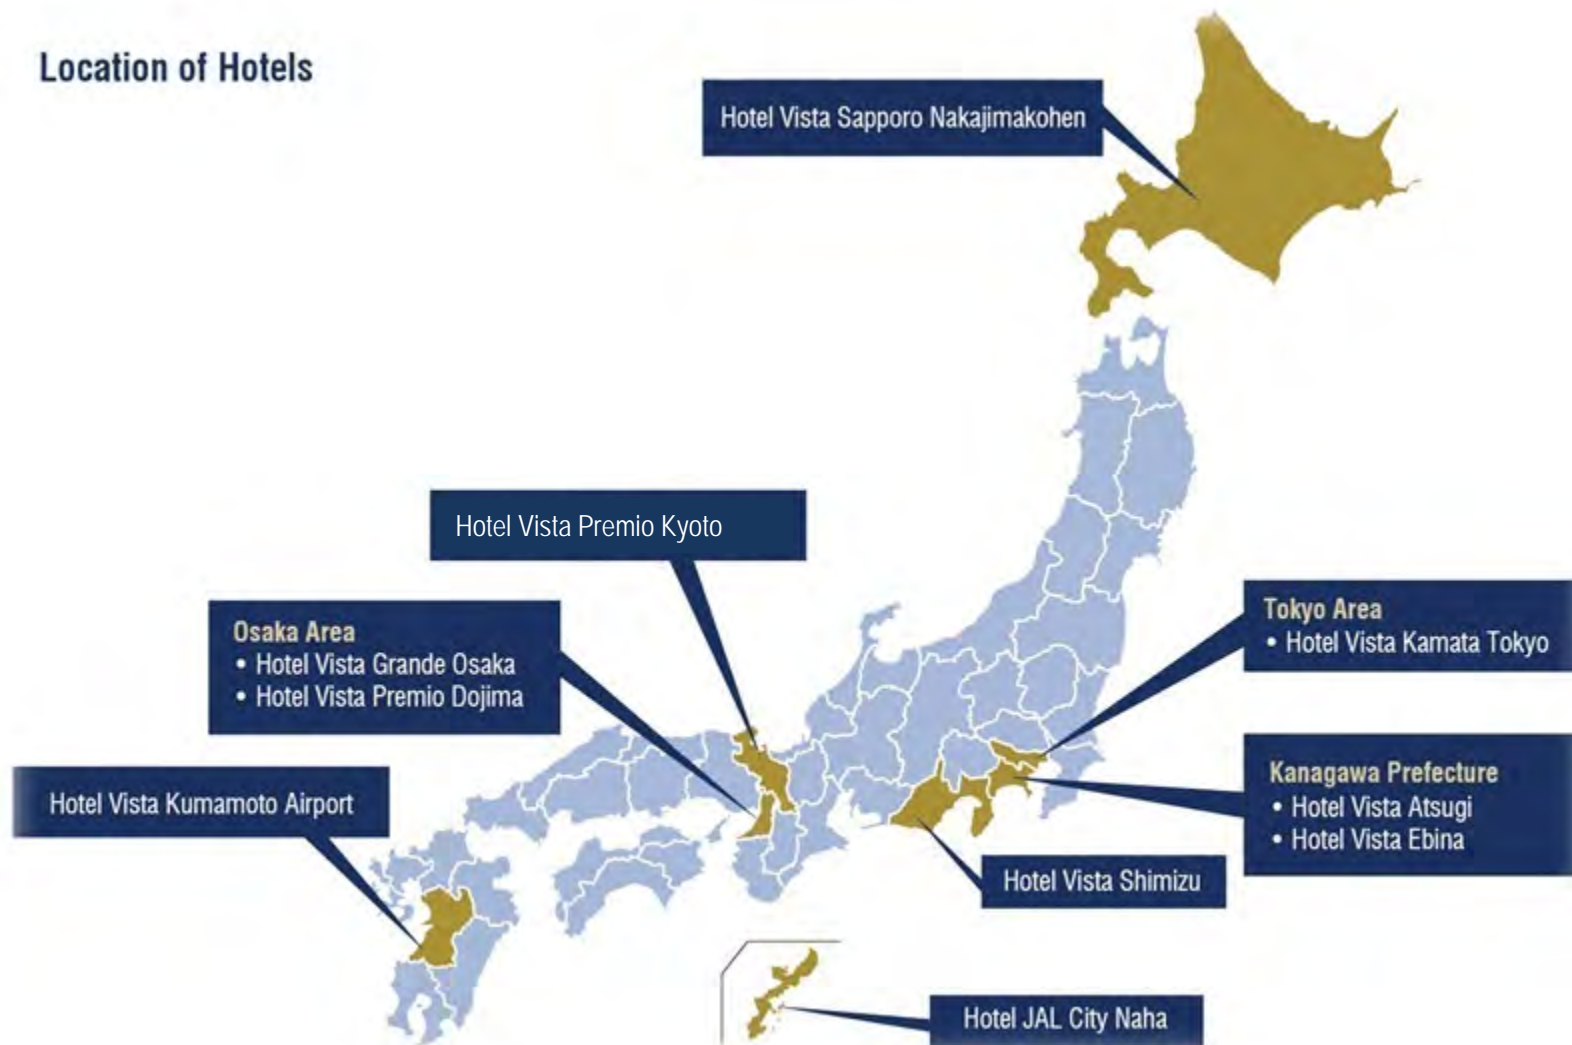 Location of Hotels
Hotel Vista Sapporo Nakajimakohen
Hotel Vista Premio Kyoto
Osaka Area
• Hotel Vista Grande Osaka
• Hotel Vista Premio Dojima
Tokyo Area
• Hotel Vista Kamata Tokyo
Kanagawa Prefecture
• Hotel Vista Atsugi
• Hotel Vista Ebina
Hotel Vista Kumamoto Airport
Hotel Vista Shimizu
Hotel JAL City Naha